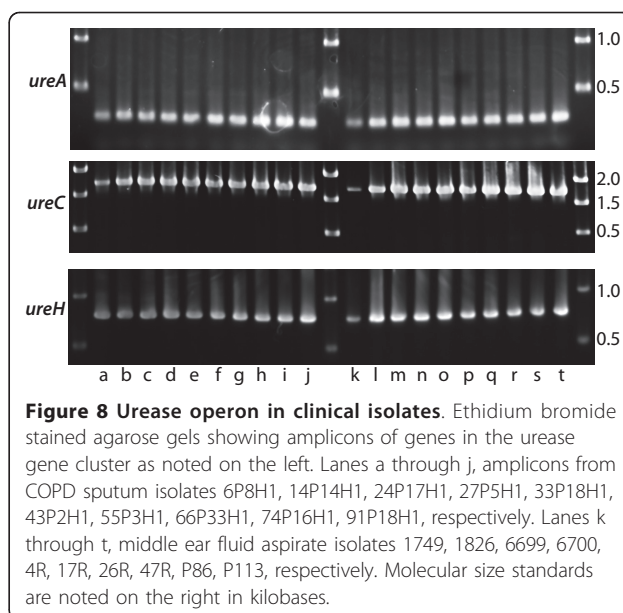 1.0
ureA
0.5
2.0
ureC
1.5
0.5
1.0
ureH
0.5
a b c d e f g h i j k l m n o p q r s t
Figure 8 Urease operon in clinical isolates. Ethidium bromide
stained agarose gels showing amplicons of genes in the urease
gene cluster as noted on the left. Lanes a through j, amplicons from
COPD sputum isolates 6P8H1, 14P14H1, 24P17H1, 27P5H1, 33P18H1,
43P2H1, 55P3H1, 66P33H1, 74P16H1, 91P18H1, respectively. Lanes k
through t, middle ear fluid aspirate isolates 1749, 1826, 6699, 6700,
4R, 17R, 26R, 47R, P86, P113, respectively. Molecular size standards
are noted on the right in kilobases.